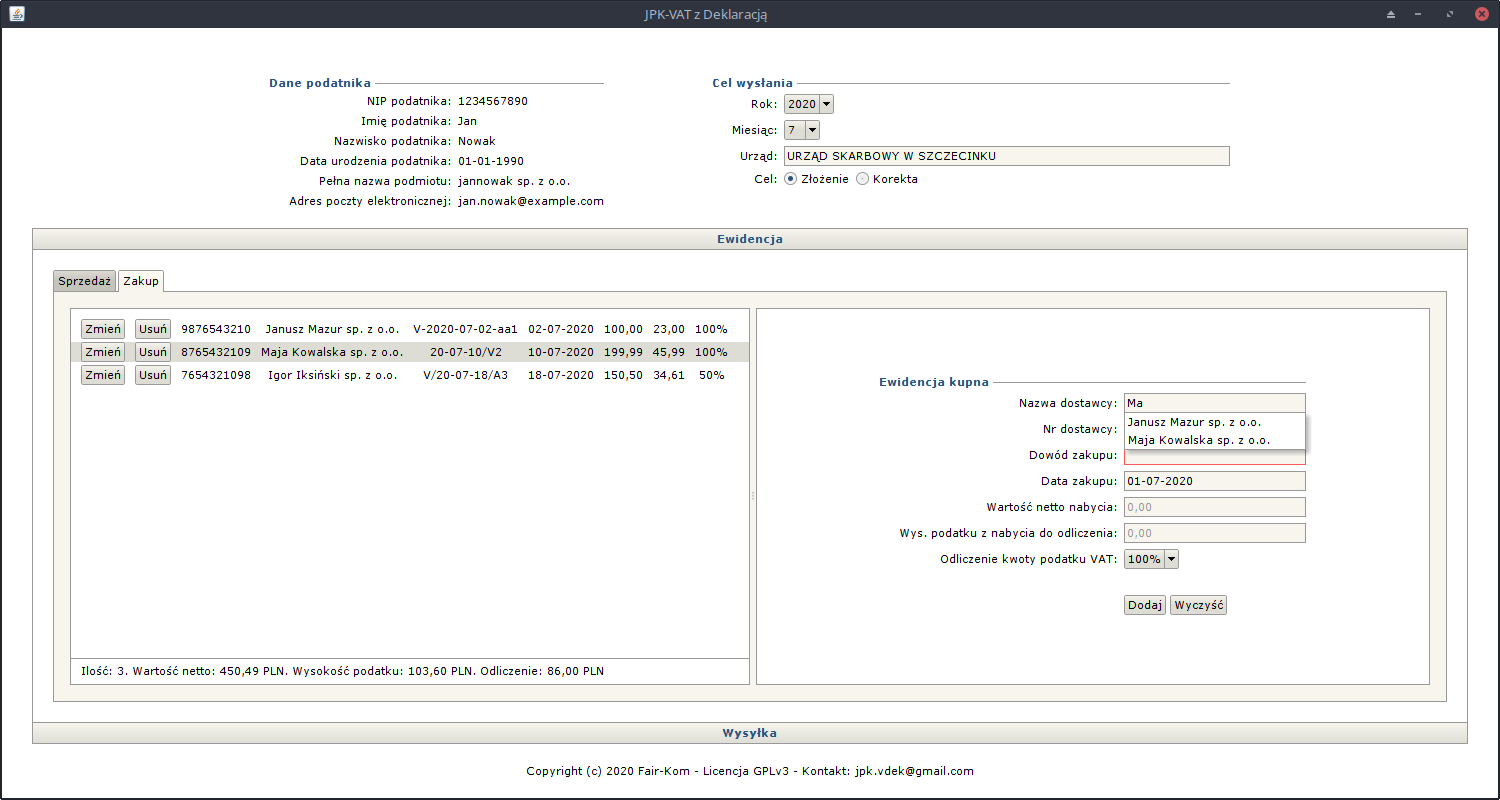 JPK-VAT z Deklaracją
Dane podatnika
NIP podatnika: 1234567890
Imię podatnika: Jan
Nazwisko podatnika: Nowak
Data urodzenia podatnika: 01-01-1990
Pełna nazwa podmiotu: jannowak sp. z o.o.
Adres poczty elektronicznej: jan.nowak@example.com
Cel wysłania
Rok: 2020
Miesiąc: 7
Urząd: URZĄD SKARBOWY W SZCZECINKU
Cel: Złożenie Korekta
Ewidencja
Sprzedaż Zakup
Zmień Usuń 9876543210 Janusz Mazur sp. z o.o. V-2020-07-02-aa1 02-07-2020 100,00 23,00 100%
Zmień Usuń 8765432109 Maja Kowalska sp. z o.o. 20-07-10/V2 10-07-2020 199,99 45,99 100%
Zmień Usuń 7654321098 Igor Iksiński sp. z o.o. V/20-07-18/A3 18-07-2020 150,50 34,61 50%
Ilość: 3. Wartość netto: 450,49 PLN. Wysokość podatku: 103,60 PLN. Odliczenie: 86,00 PLN
Ewidencja kupna
Nazwa dostawcy: Ma
Janusz Mazur sp. z o.o.
Nr dostawcy:
Maja Kowalska sp. z o.o.
Dowód zakupu:
Data zakupu: 01-07-2020
Wartość netto nabycia: 0,00
Wys. podatku z nabycia do odliczenia: 0,00
Odliczenie kwoty podatku VAT: 100%
Dodaj Wyczyść
Wysyłka
Copyright (c) 2020 Fair-Kom - Licencja GPLv3 - Kontakt: jpk.vdek@gmail.com